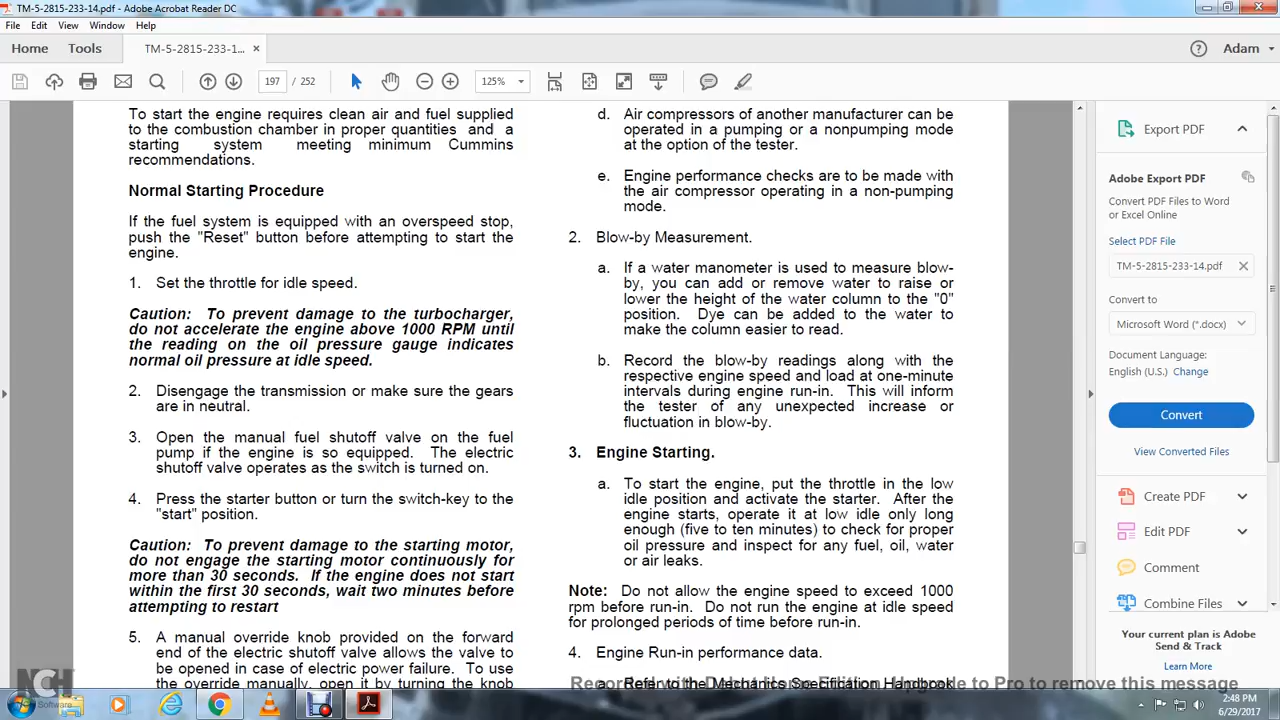 TM-5-2815-233-14.pdf - Adobe Acrobat Reader DC
File Edit View Window Help
Home Tools TM-5-2815-233-1... × Adam
197 / 252 125%
To start the engine requires clean air and fuel supplied
to the combustion chamber in proper quantities and a
starting system meeting minimum Cummins
recommendations.
Normal Starting Procedure
If the fuel system is equipped with an overspeed stop,
push the "Reset" button before attempting to start the
engine.
1. Set the throttle for idle speed.
Caution: To prevent damage to the turbocharger,
do not accelerate the engine above 1000 RPM until
the reading on the oil pressure gauge indicates
normal oil pressure at idle speed.
2. Disengage the transmission or make sure the gears
are in neutral.
3. Open the manual fuel shutoff valve on the fuel
pump if the engine is so equipped. The electric
shutoff valve operates as the switch is turned on.
4. Press the starter button or turn the switch-key to the
"start" position.
Caution: To prevent damage to the starting motor,
do not engage the starting motor continuously for
more than 30 seconds. If the engine does not start
within the first 30 seconds, wait two minutes before
attempting to restart
5. A manual override knob provided on the forward
end of the electric shutoff valve allows the valve to
be opened in case of electric power failure. To use
the override manually, open it by turning the knob
d. Air compressors of another manufacturer can be
operated in a pumping or a nonpumping mode
at the option of the tester.
e. Engine performance checks are to be made with
the air compressor operating in a non-pumping
mode.
2. Blow-by Measurement.
a. If a water manometer is used to measure blow-
by, you can add or remove water to raise or
lower the height of the water column to the "0"
position. Dye can be added to the water to
make the column easier to read.
b. Record the blow-by readings along with the
respective engine speed and load at one-minute
intervals during engine run-in. This will inform
the tester of any unexpected increase or
fluctuation in blow-by.
3. Engine Starting.
a. To start the engine, put the throttle in the low
idle position and activate the starter. After the
engine starts, operate it at low idle only long
enough (five to ten minutes) to check for proper
oil pressure and inspect for any fuel, oil, water
or air leaks.
Note: Do not allow the engine speed to exceed 1000
rpm before run-in. Do not run the engine at idle speed
for prolonged periods of time before run-in.
4. Engine Run-in performance data.
a. Refer to the Mechanics Specification Handbook
Export PDF
Adobe Export PDF
Convert PDF Files to Word
or Excel Online
Select PDF File
TM-5-2815-233-14.pdf ×
Convert to
Microsoft Word (*.docx)
Document Language:
English (U.S.) Change
Convert
View Converted Files
Create PDF
Edit PDF
Comment
Combine Files
Your current plan is Adobe
Send & Track
Learn More
NCH
Software
to Pro to remove this message
2:48 PM
6/29/2017